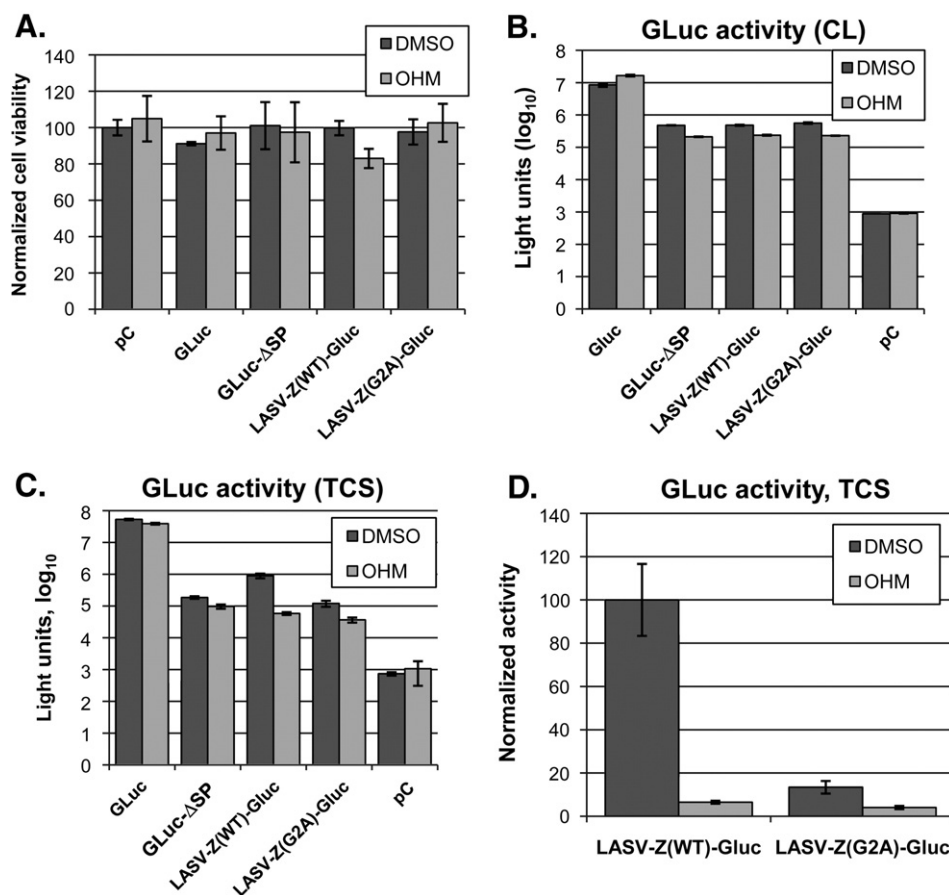 A.
DMSO
OHM
Normalized cell viability
140
120
100
80
60
40
20
0
pC
GLuc
GLuc-ΔSP
LASV-Z(WT)-Gluc
LASV-Z(G2A)-Gluc
B.
GLuc activity (CL)
DMSO
OHM
Light units (log10)
8
7
6
5
4
3
2
1
0
Gluc
GLuc-ΔSP
LASV-Z(WT)-Gluc
LASV-Z(G2A)-Gluc
pC
C.
GLuc activity (TCS)
DMSO
OHM
Light units, log10
8
7
6
5
4
3
2
1
0
GLuc
GLuc-ΔSP
LASV-Z(WT)-Gluc
LASV-Z(G2A)-Gluc
pC
D.
GLuc activity, TCS
DMSO
OHM
Normalized activity
140
120
100
80
60
40
20
0
LASV-Z(WT)-Gluc
LASV-Z(G2A)-Gluc